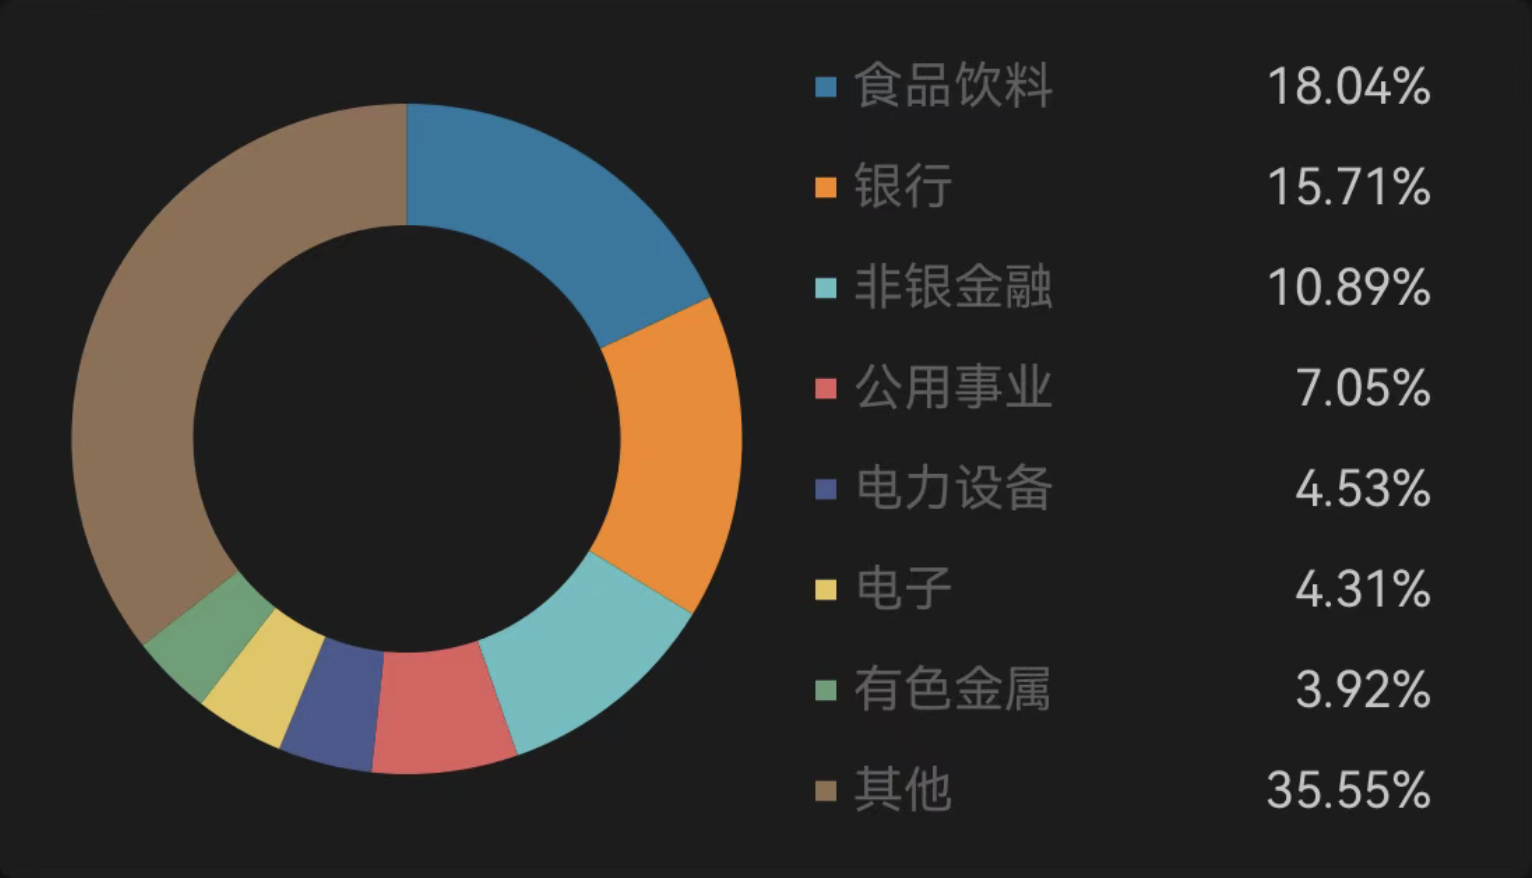 食品饮料 18.04%
银行 15.71%
非银金融 10.89%
公用事业 7.05%
电力设备 4.53%
电子 4.31%
有色金属 3.92%
其他 35.55%